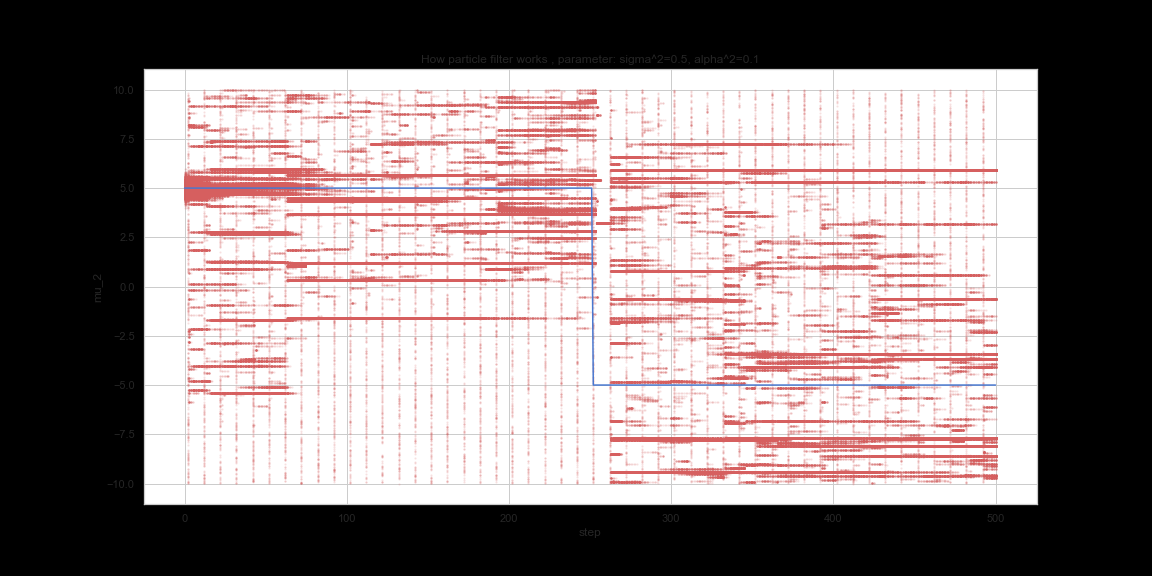 How particle filter works , parameter: sigma^2=0.5, alpha^2=0.1
10.0
7.5
5.0
2.5
0.0
−2.5
−5.0
−7.5
−10.0
mu_2
0 100 200 300 400 500
step